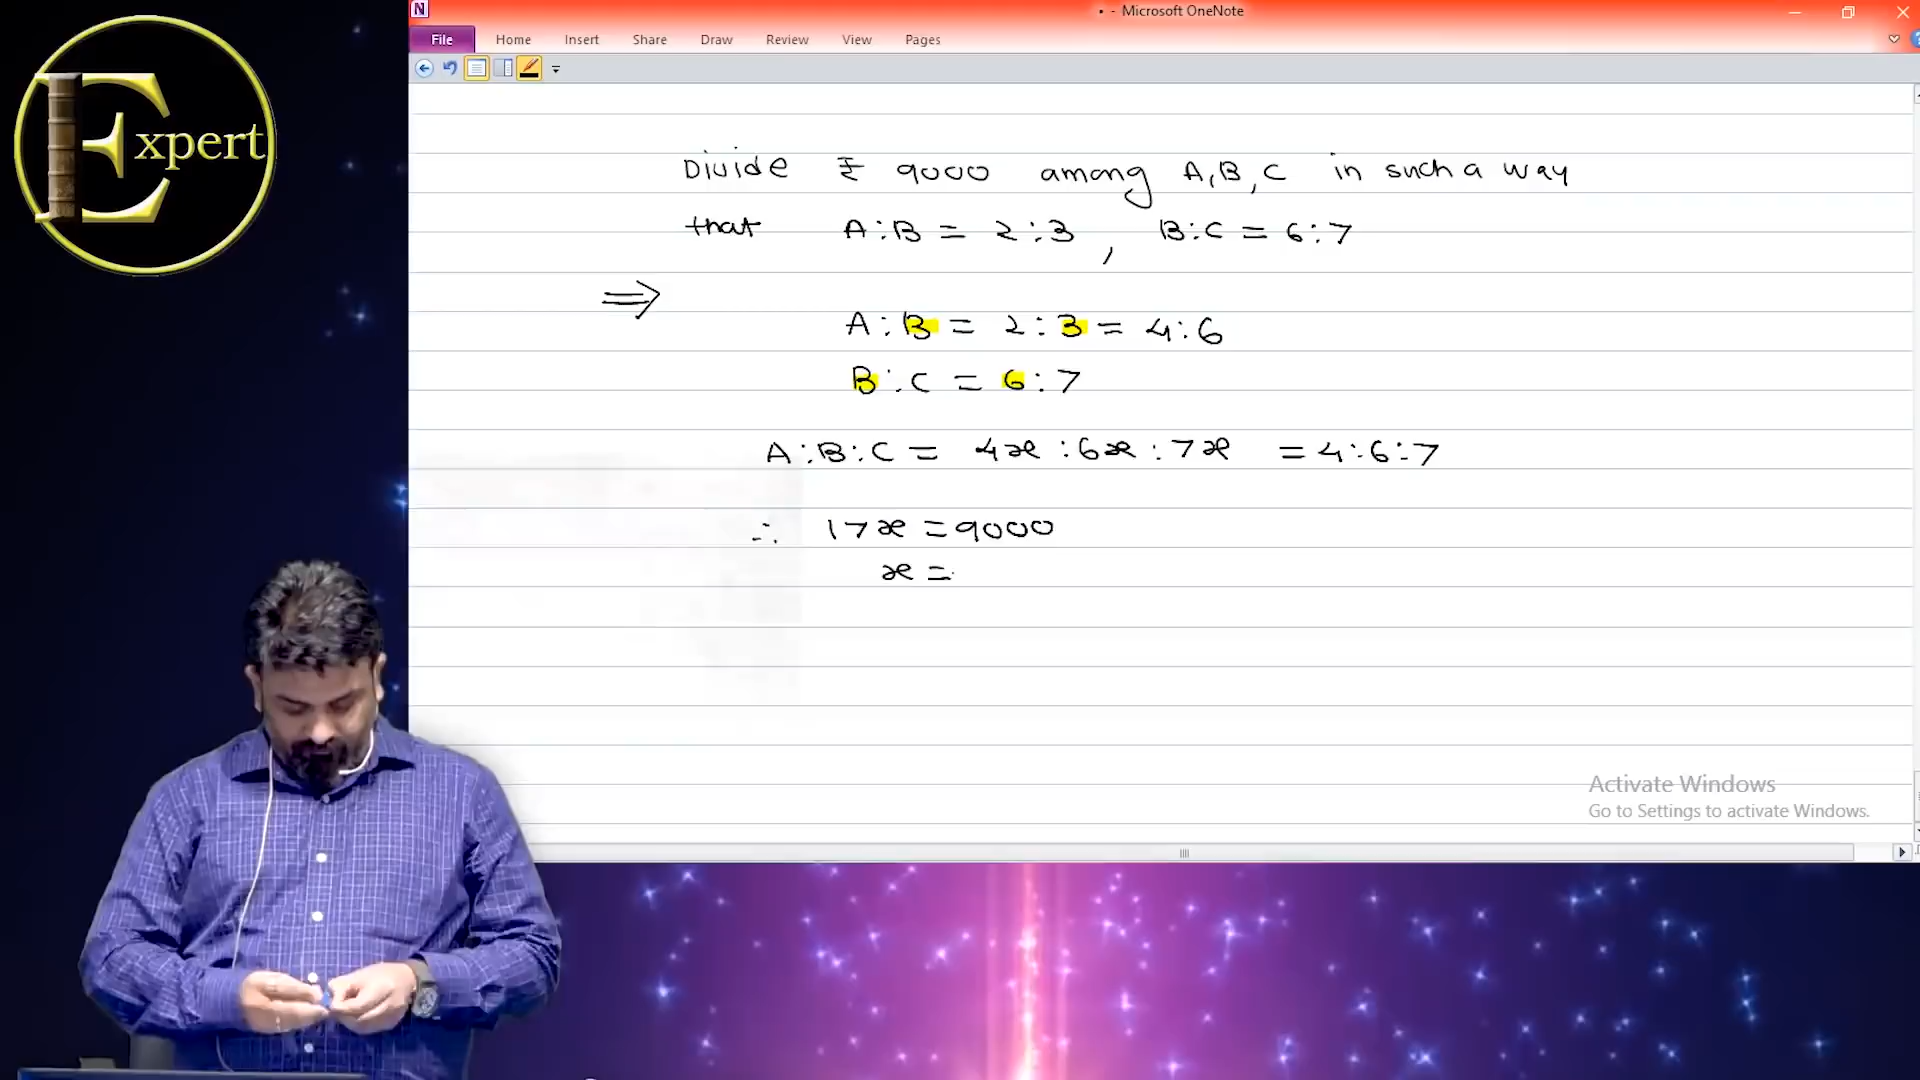 Expert
- Microsoft OneNote
File Home Insert Share Draw Review View Pages
Divide ₹ 9000 among A, B, C in such a way
that A : B = 2 : 3 , B : C = 6 : 7
⇒
A : B = 2 : 3 = 4 : 6
B : C = 6 : 7
A : B : C = 4x : 6x : 7x = 4 : 6 : 7
∴ 17x = 9000
x =
Activate Windows
Go to Settings to activate Windows.